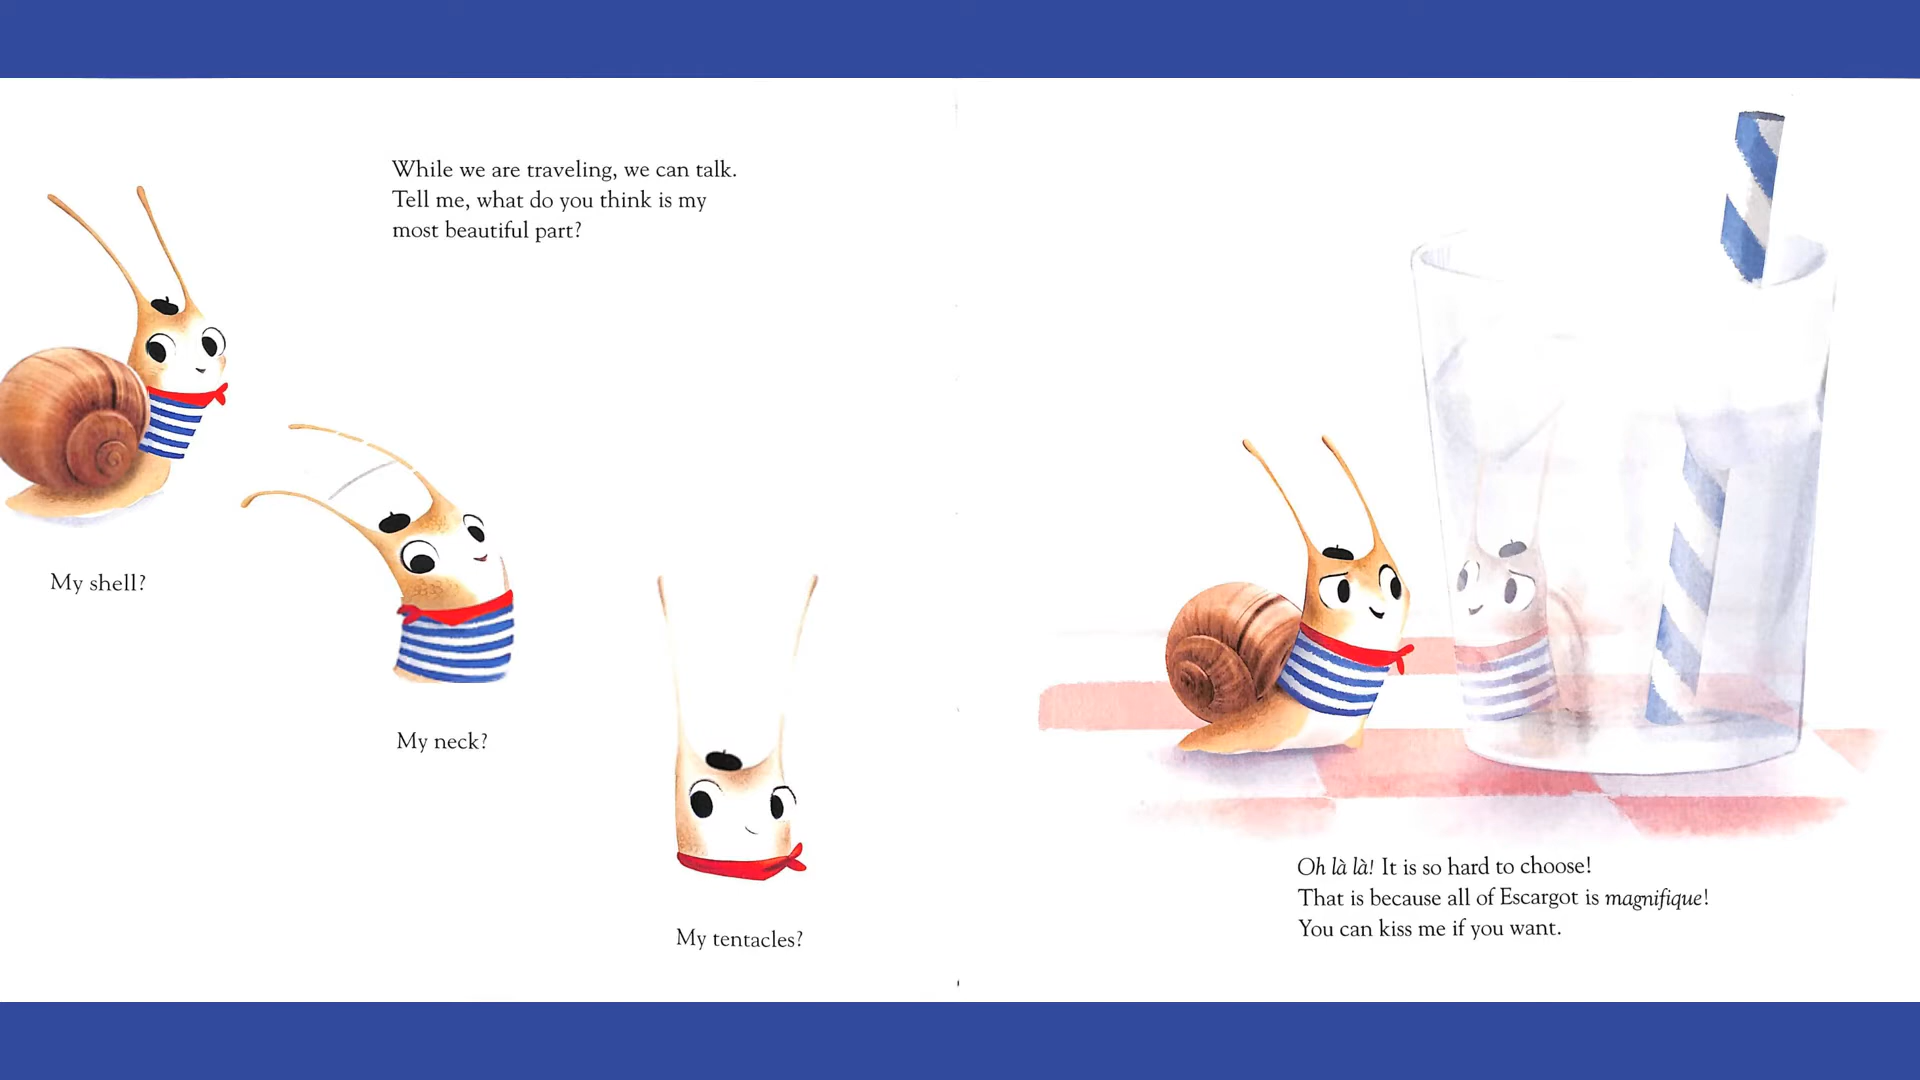 While we are traveling, we can talk.
Tell me, what do you think is my
most beautiful part?
My shell?
My neck?
My tentacles?
Oh là là! It is so hard to choose!
That is because all of Escargot is magnifique!
You can kiss me if you want.